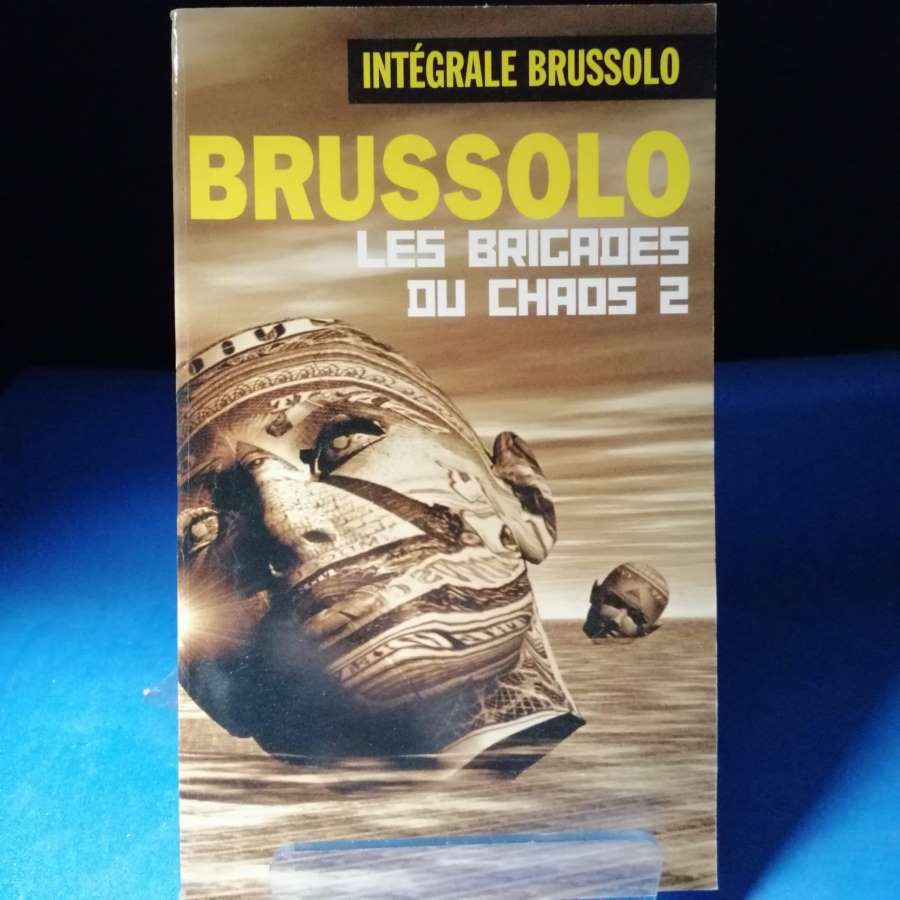 INTÉGRALE BRUSSOLO
BRUSSOLO
LES BRIGADES
DU CHAOS 2